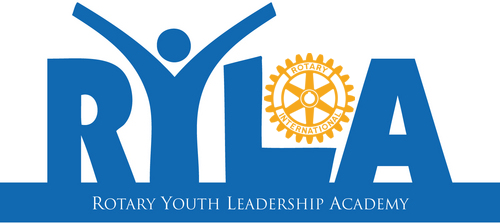 RYLA
ROTARY
INTERNATIONAL
ROTARY YOUTH LEADERSHIP ACADEMY